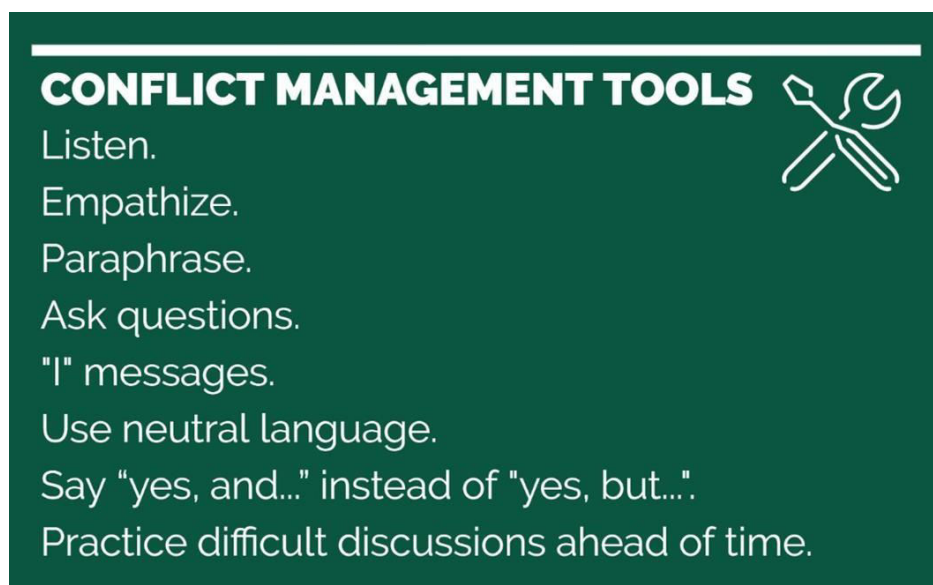 CONFLICT MANAGEMENT TOOLS
Listen.
Empathize.
Paraphrase.
Ask questions.
"I" messages.
Use neutral language.
Say “yes, and...” instead of "yes, but...".
Practice difficult discussions ahead of time.